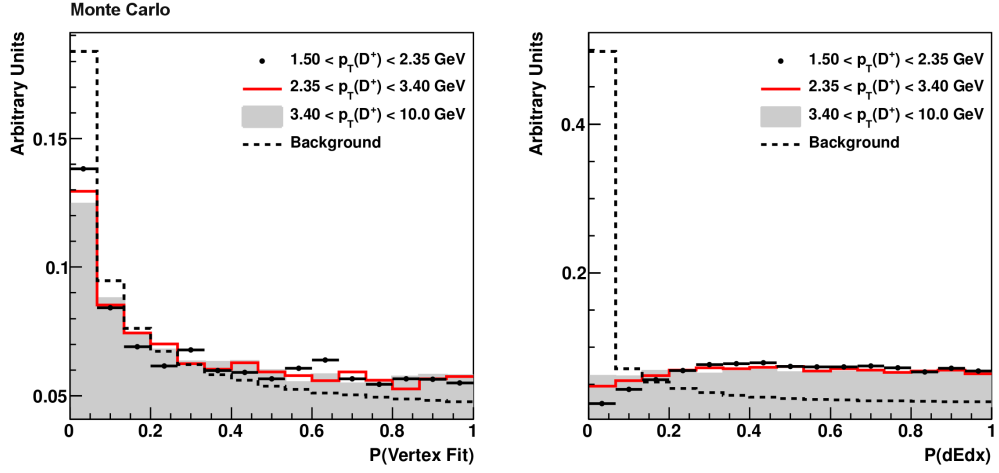 Monte Carlo
Arbitrary Units
1.50 < p_T(D⁺) < 2.35 GeV
2.35 < p_T(D⁺) < 3.40 GeV
3.40 < p_T(D⁺) < 10.0 GeV
Background
0.15
0.1
0.05
0 0.2 0.4 0.6 0.8 1
P(Vertex Fit)
Arbitrary Units
1.50 < p_T(D⁺) < 2.35 GeV
2.35 < p_T(D⁺) < 3.40 GeV
3.40 < p_T(D⁺) < 10.0 GeV
Background
0.4
0.2
0 0.2 0.4 0.6 0.8 1
P(dEdx)